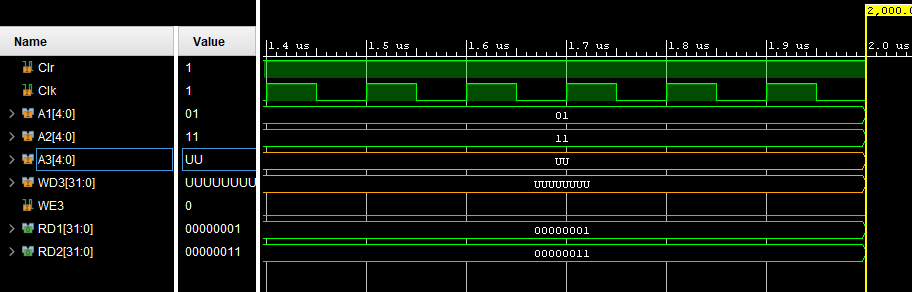 2,000.0
Name Value 1.4 us 1.5 us 1.6 us 1.7 us 1.8 us 1.9 us 2.0 us
Clr 1
Clk 1
A1[4:0] 01 01
A2[4:0] 11 11
A3[4:0] UU UU
WD3[31:0] UUUUUUUU UUUUUUUU
WE3 0
RD1[31:0] 00000001 00000001
RD2[31:0] 00000011 00000011